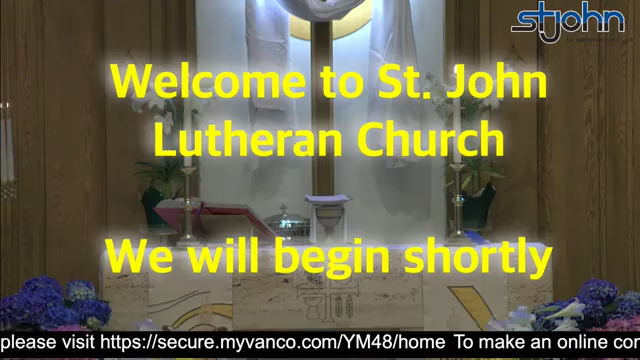 stjohn
Welcome to St. John
Lutheran Church
We will begin shortly
please visit https://secure.myvanco.com/YM48/home To make an online con